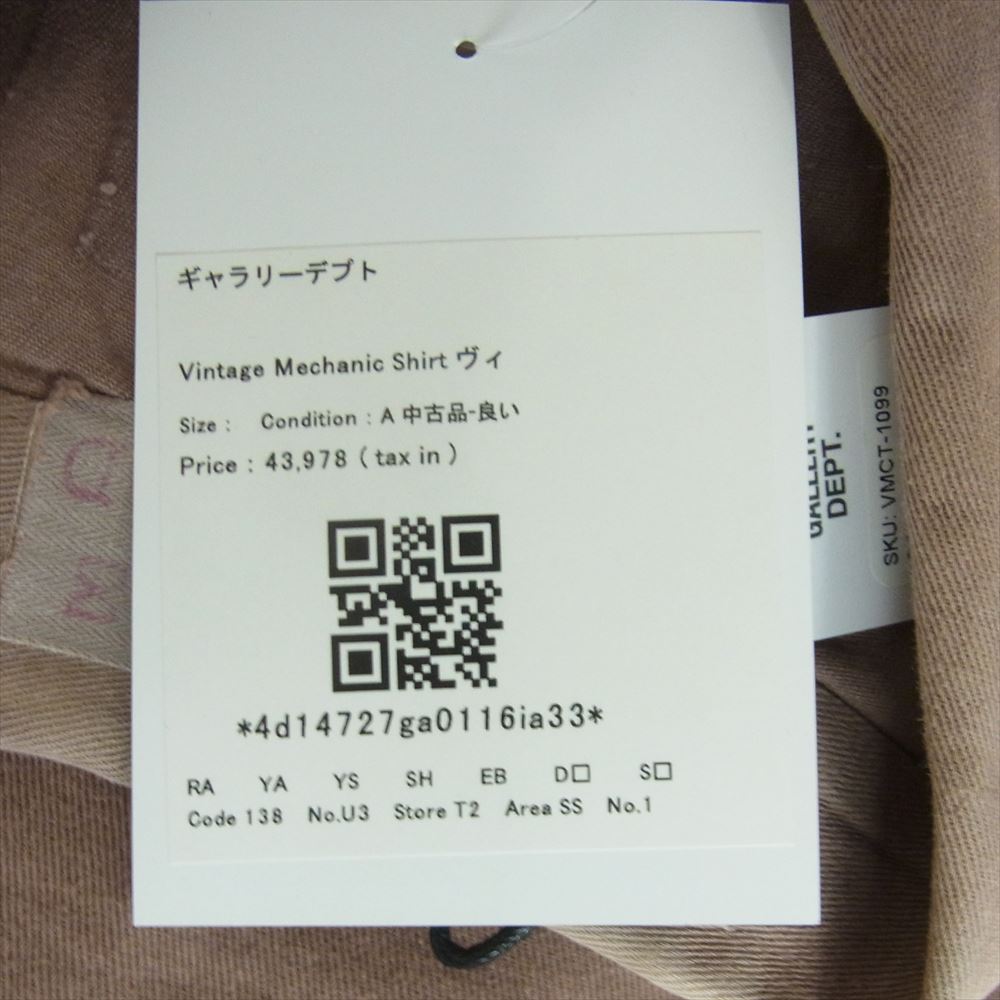 ギャラリーデプト
Vintage Mechanic Shirt ヴィ
Size : Condition : A 中古品-良い
Price : 43,978 ( tax in )
*4d14727ga0116ia33*
RA YA YS SH EB D□ S□
Code 138 No.U3 Store T2 Area SS No.1
GALLERY
DEPT.
SKU: VMCT-1099